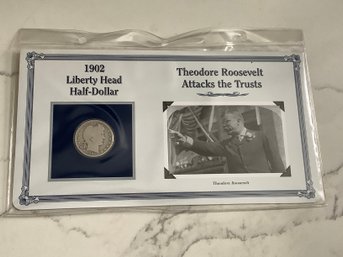 1902
Liberty Head
Half-Dollar
Theodore Roosevelt
Attacks the Trusts
Theodore Roosevelt